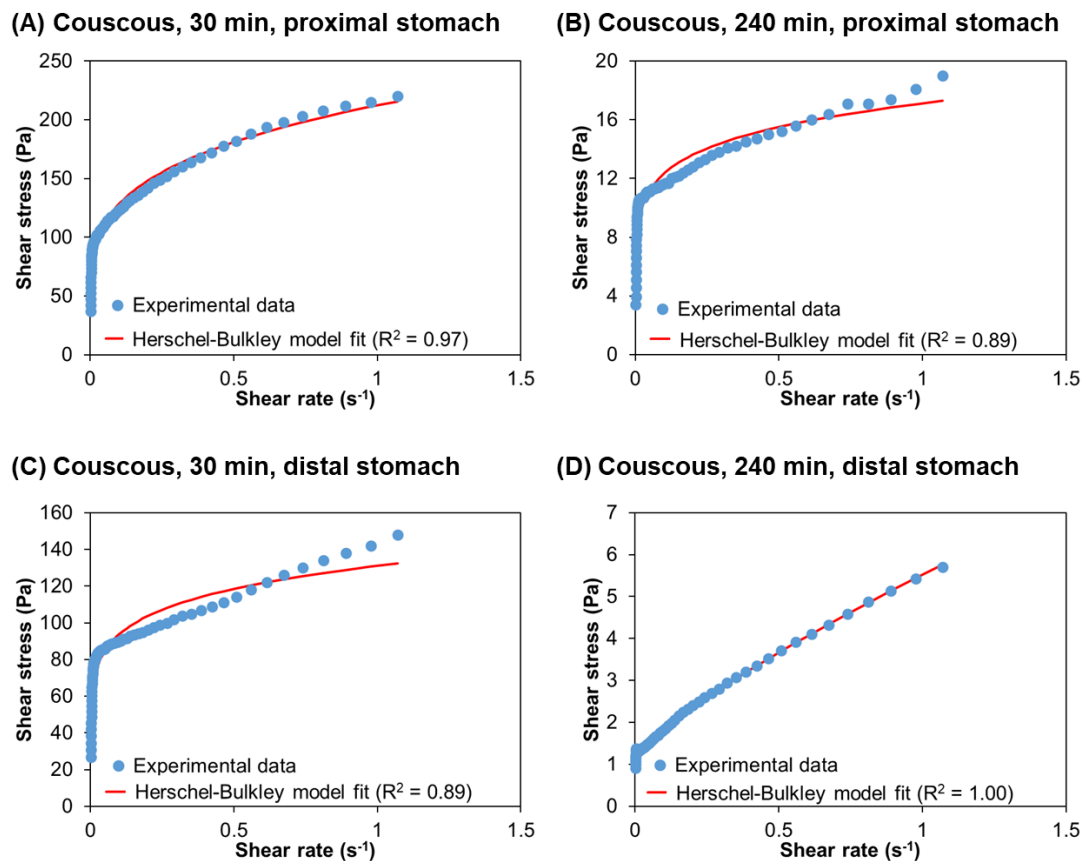 (A) Couscous, 30 min, proximal stomach
250
200
150
100
50
0
0
0.5
1
1.5
Shear stress (Pa)
Shear rate (s⁻¹)
Experimental data
Herschel-Bulkley model fit (R² = 0.97)
(B) Couscous, 240 min, proximal stomach
20
16
12
8
4
0
0
0.5
1
1.5
Shear stress (Pa)
Shear rate (s⁻¹)
Experimental data
Herschel-Bulkley model fit (R² = 0.89)
(C) Couscous, 30 min, distal stomach
160
140
120
100
80
60
40
20
0
0
0.5
1
1.5
Shear stress (Pa)
Shear rate (s⁻¹)
Experimental data
Herschel-Bulkley model fit (R² = 0.89)
(D) Couscous, 240 min, distal stomach
7
6
5
4
3
2
1
0
0
0.5
1
1.5
Shear stress (Pa)
Shear rate (s⁻¹)
Experimental data
Herschel-Bulkley model fit (R² = 1.00)